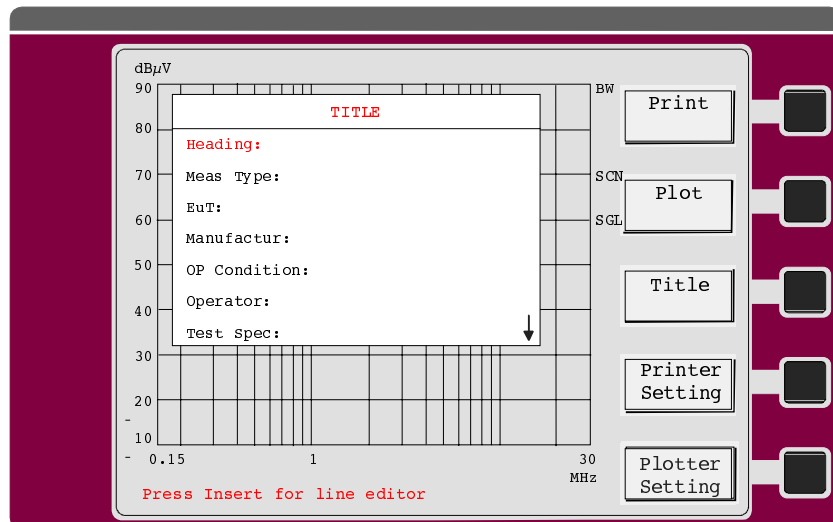 dBµV
90
80
70
60
50
40
30
20
-
10
-
0.15
1
30
MHz
TITLE
Heading:
Meas Type:
EuT:
Manufactur:
OP Condition:
Operator:
Test Spec:
BW
SCN
SGL
Print
Plot
Title
Printer
Setting
Plotter
Setting
Press Insert for line editor